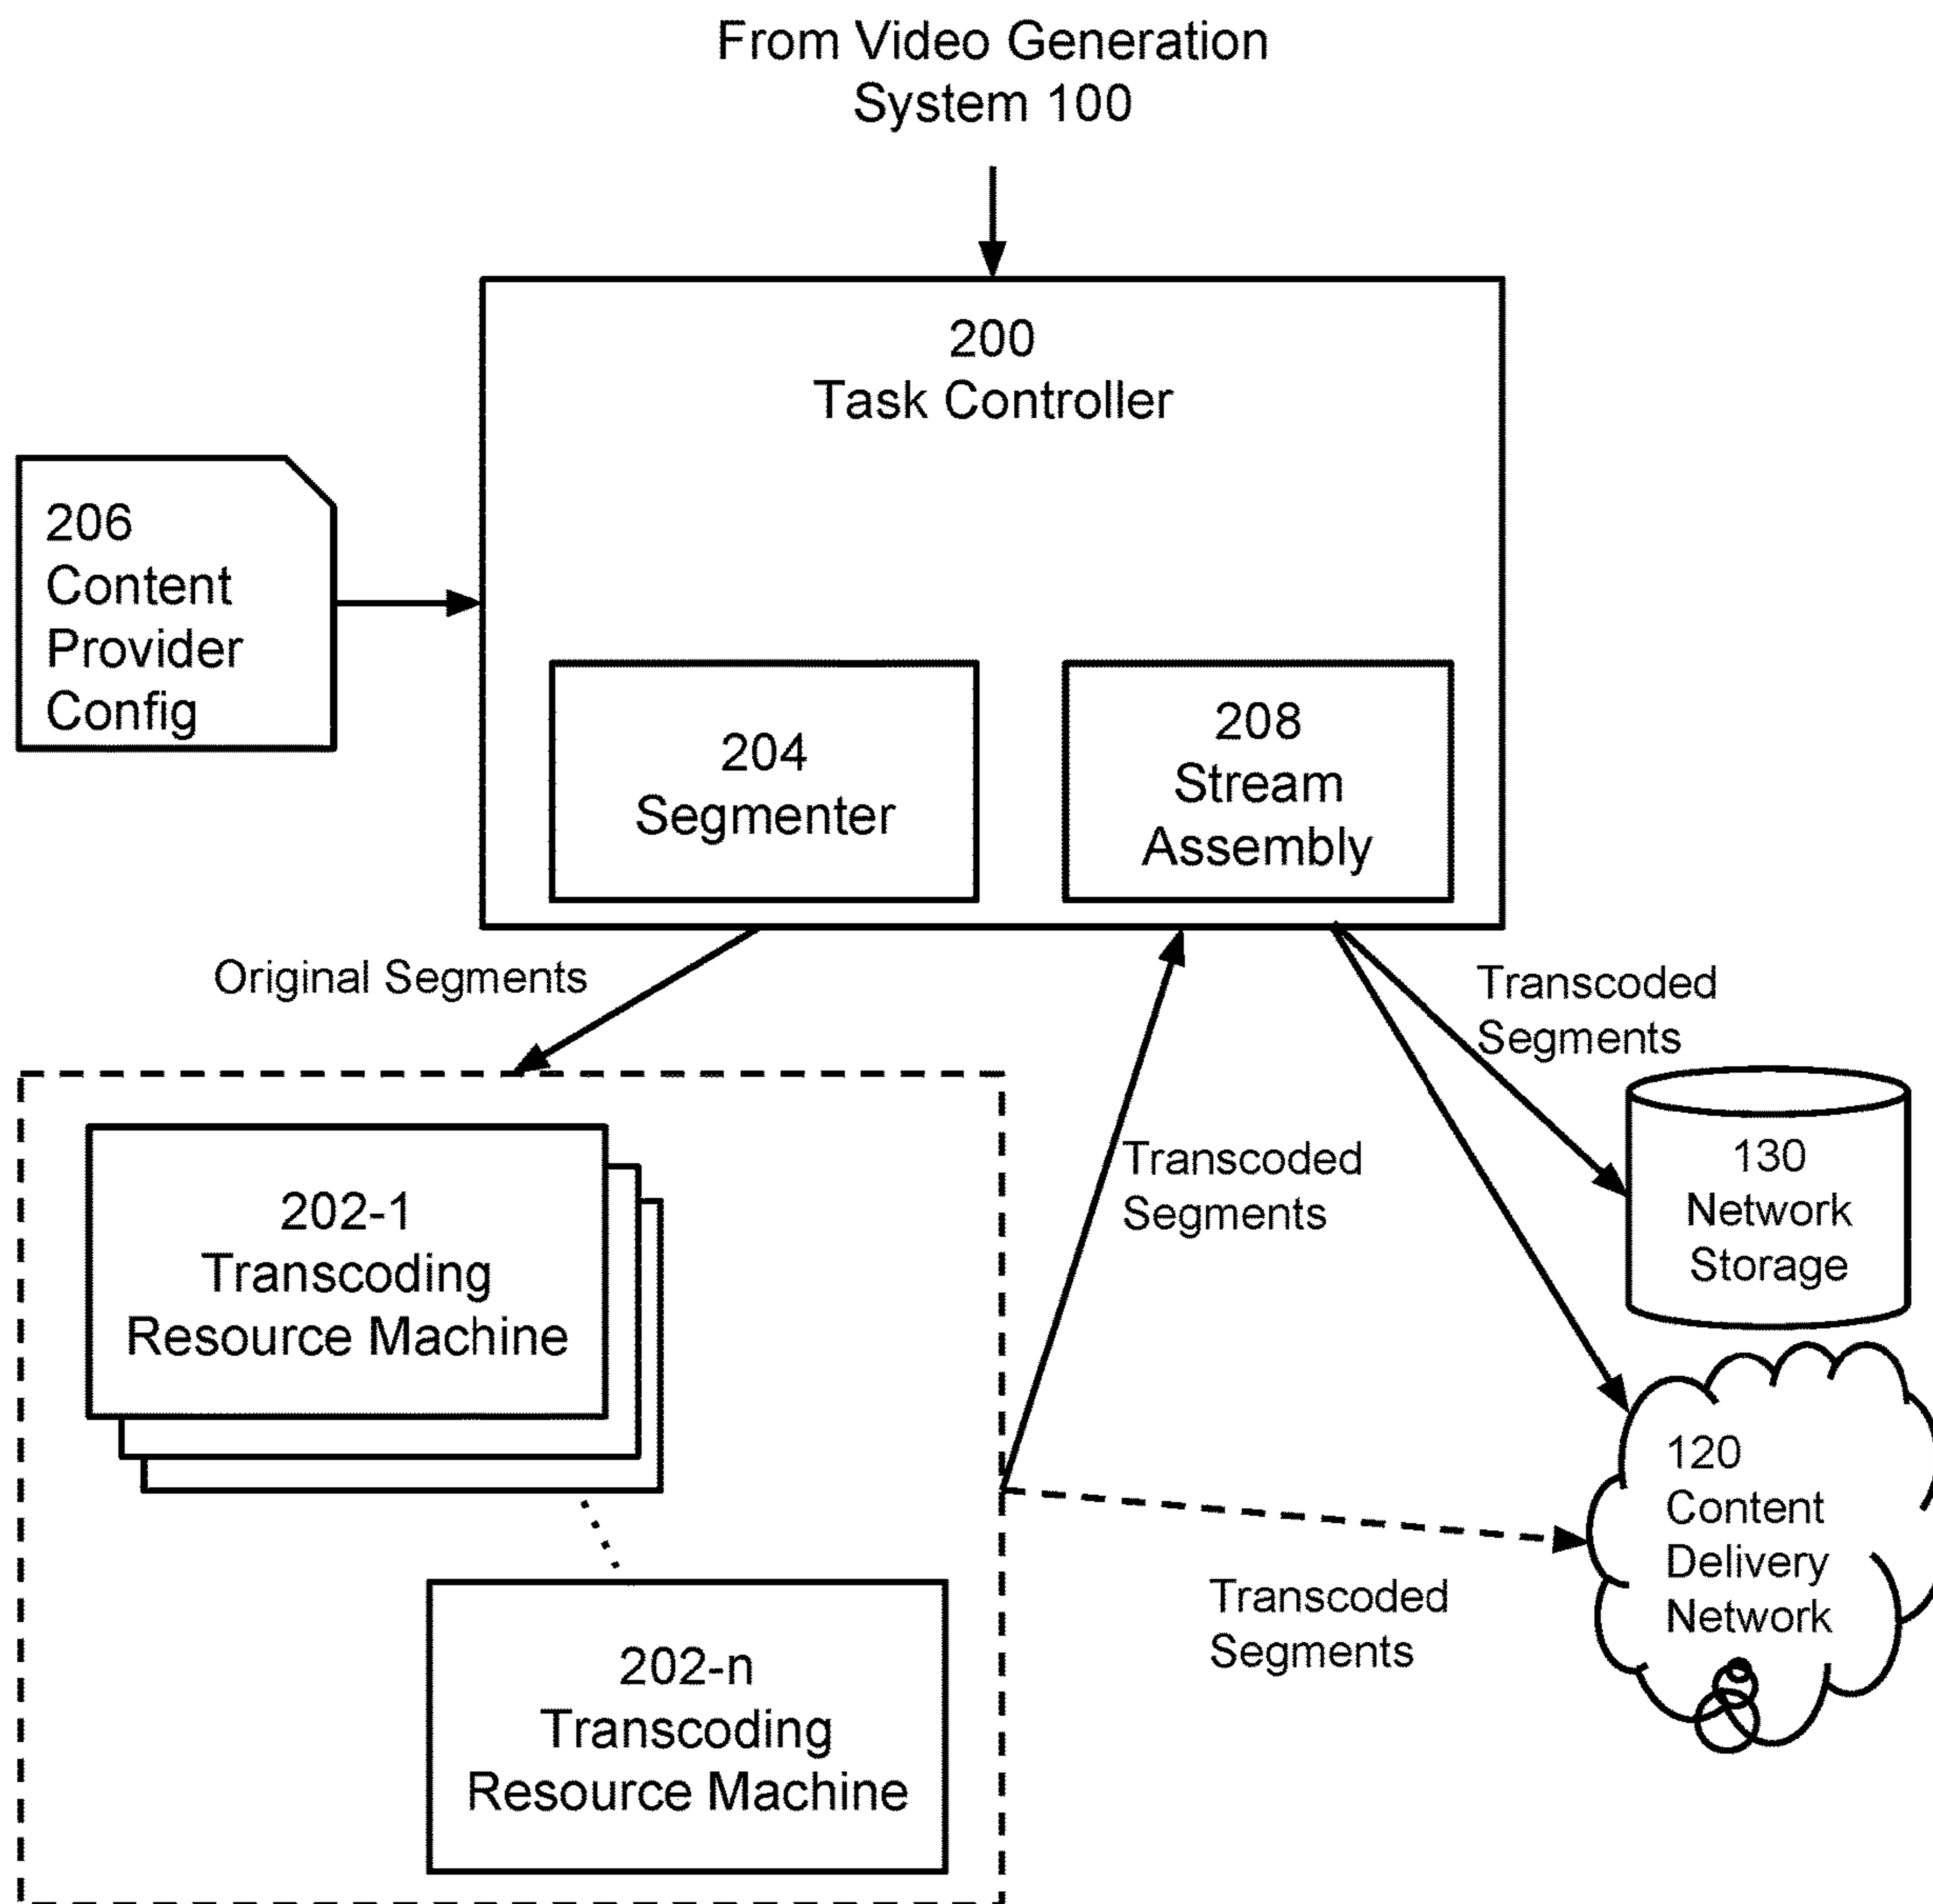 From Video Generation
System 100
200
Task Controller
206
Content
Provider
Config
204
Segmenter
208
Stream
Assembly
Original Segments
Transcoded
Segments
Transcoded
Segments
130
Network
Storage
202-1
Transcoding
Resource Machine
120
Content
Delivery
Network
Transcoded
Segments
202-n
Transcoding
Resource Machine